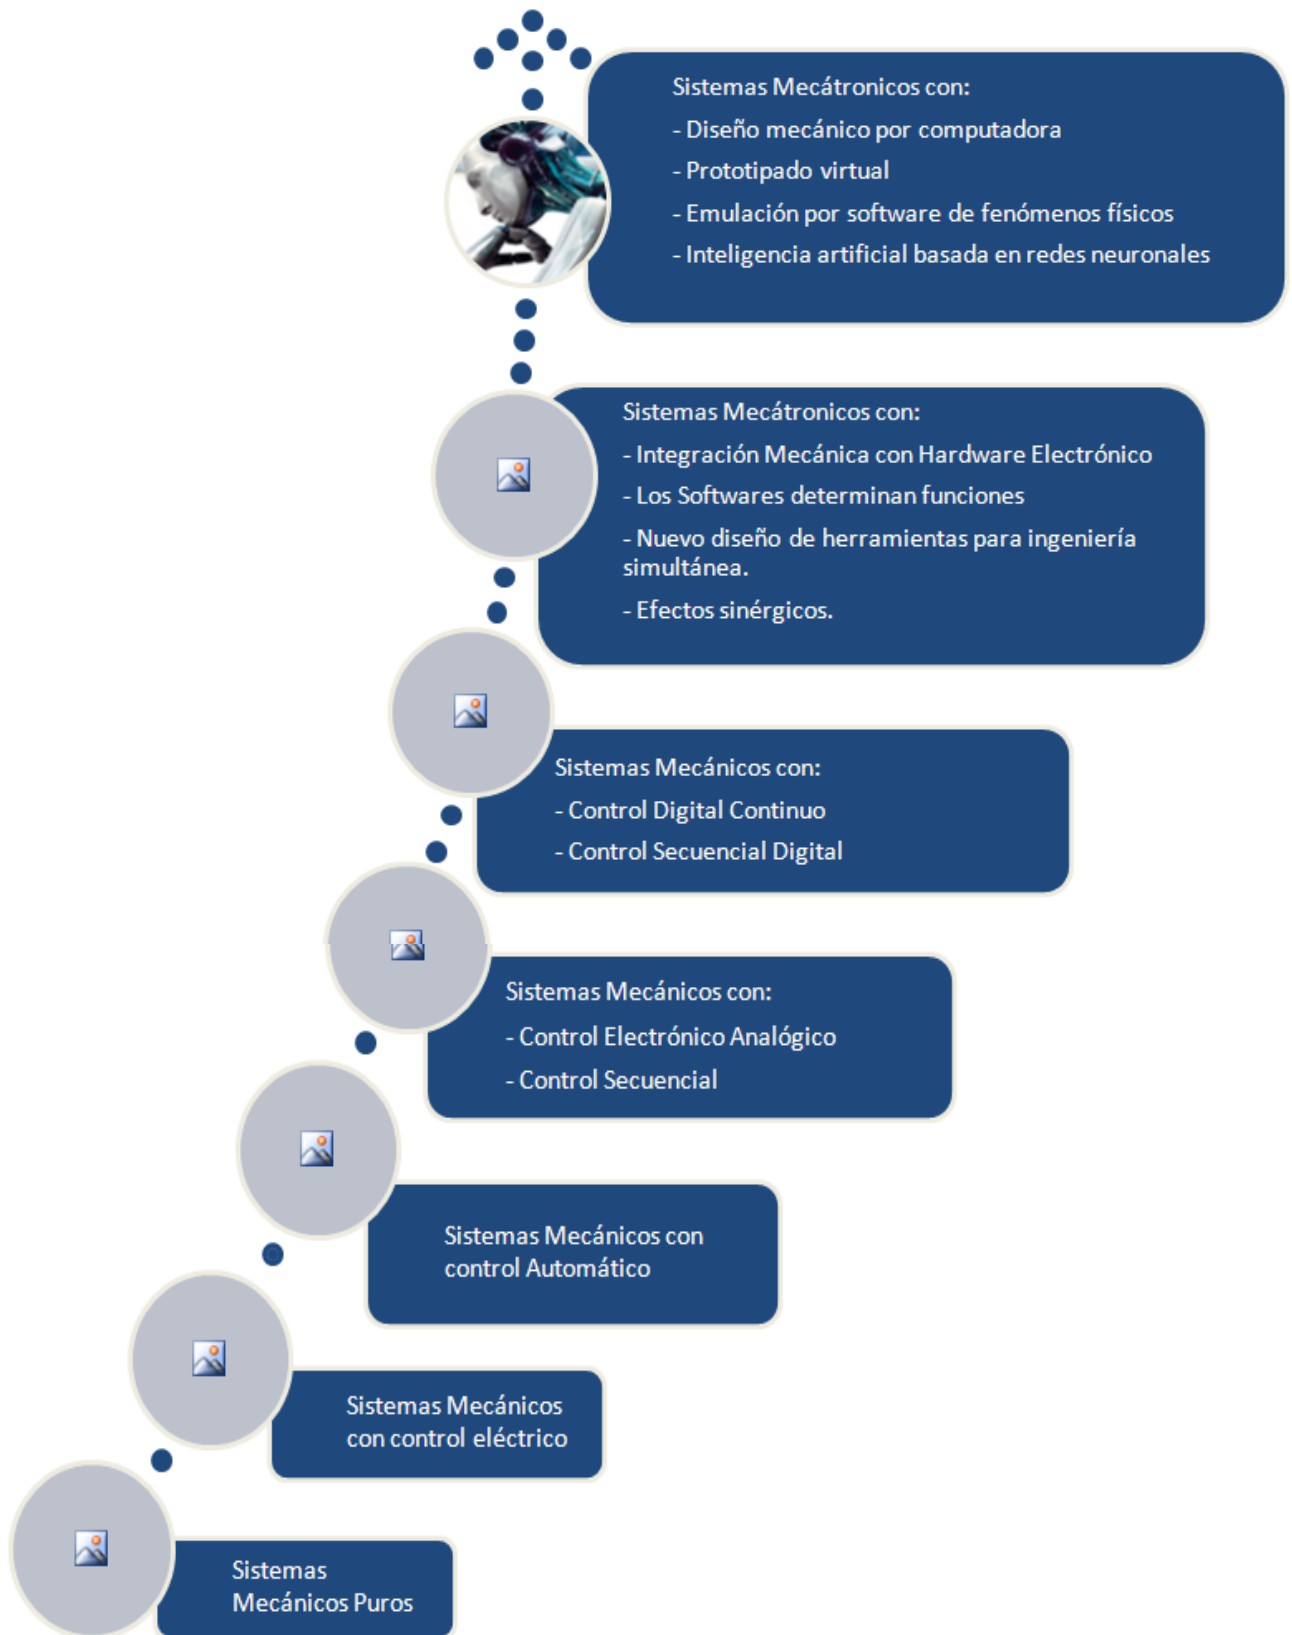 Sistemas Mecátronicos con:
- Diseño mecánico por computadora
- Prototipado virtual
- Emulación por software de fenómenos físicos
- Inteligencia artificial basada en redes neuronales
Sistemas Mecátronicos con:
- Integración Mecánica con Hardware Electrónico
- Los Softwares determinan funciones
- Nuevo diseño de herramientas para ingeniería
simultánea.
- Efectos sinérgicos.
Sistemas Mecánicos con:
- Control Digital Continuo
- Control Secuencial Digital
Sistemas Mecánicos con:
- Control Electrónico Analógico
- Control Secuencial
Sistemas Mecánicos con
control Automático
Sistemas Mecánicos
con control eléctrico
Sistemas
Mecánicos Puros